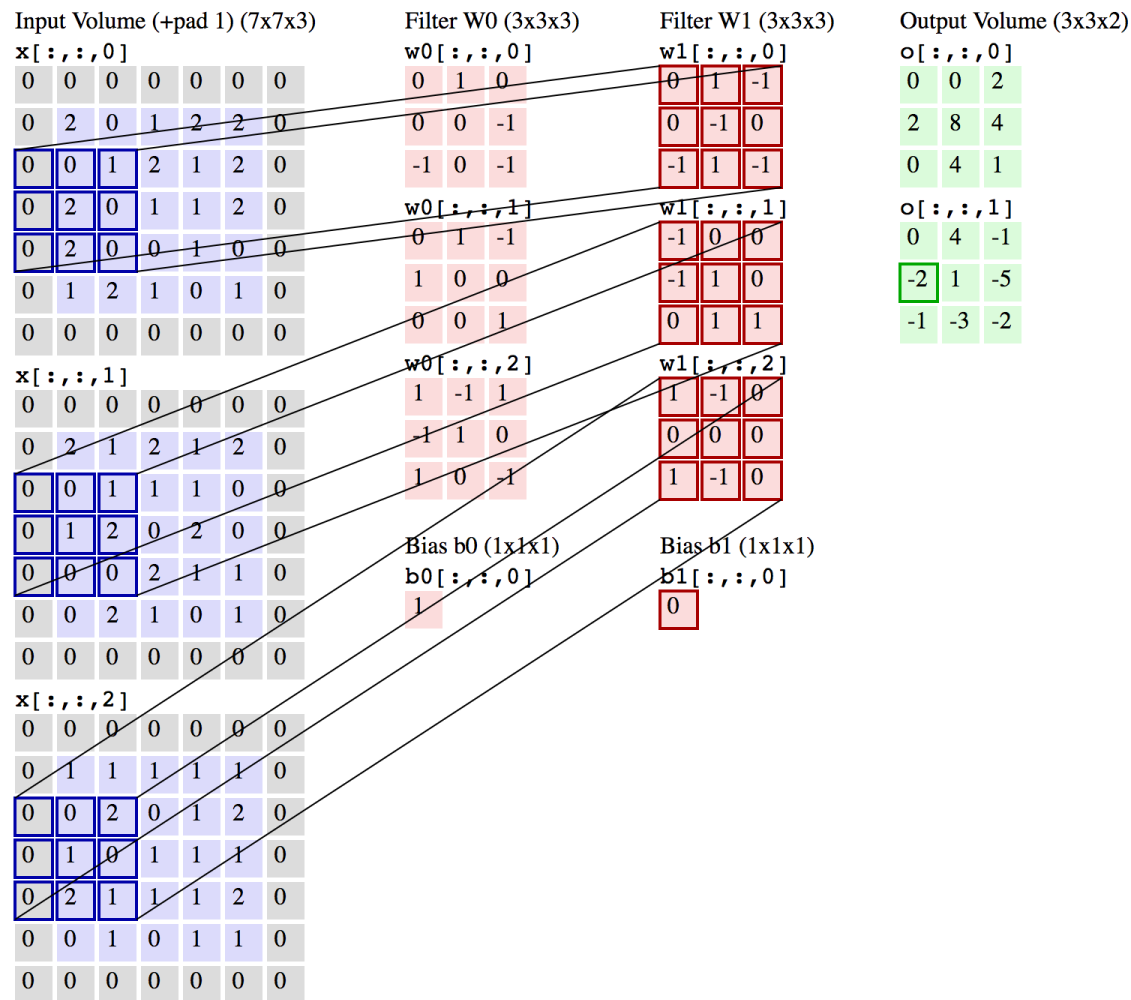 Input Volume (+pad 1) (7x7x3)
x[:,:,0]
0 0 0 0 0 0 0
0 2 0 1 2 2 0
0 0 1 2 1 2 0
0 2 0 1 1 2 0
0 2 0 0 1 0 0
0 1 2 1 0 1 0
0 0 0 0 0 0 0
x[:,:,1]
0 0 0 0 0 0 0
0 2 1 2 1 2 0
0 0 1 1 1 0 0
0 1 2 0 2 0 0
0 0 0 2 1 1 0
0 0 2 1 0 1 0
0 0 0 0 0 0 0
x[:,:,2]
0 0 0 0 0 0 0
0 1 1 1 1 1 0
0 0 2 0 1 2 0
0 1 0 1 1 1 0
0 2 1 1 1 2 0
0 0 1 0 1 1 0
0 0 0 0 0 0 0
Filter W0 (3x3x3)
w0[:,:,0]
0 1 0
0 0 -1
-1 0 -1
w0[:,:,1]
0 1 -1
1 0 0
0 0 1
w0[:,:,2]
1 -1 1
-1 1 0
1 0 -1
Bias b0 (1x1x1)
b0[:,:,0]
1
Filter W1 (3x3x3)
w1[:,:,0]
0 1 -1
0 -1 0
-1 1 -1
w1[:,:,1]
-1 0 0
-1 1 0
0 1 1
w1[:,:,2]
1 -1 0
0 0 0
1 -1 0
Bias b1 (1x1x1)
b1[:,:,0]
0
Output Volume (3x3x2)
o[:,:,0]
0 0 2
2 8 4
0 4 1
o[:,:,1]
0 4 -1
-2 1 -5
-1 -3 -2